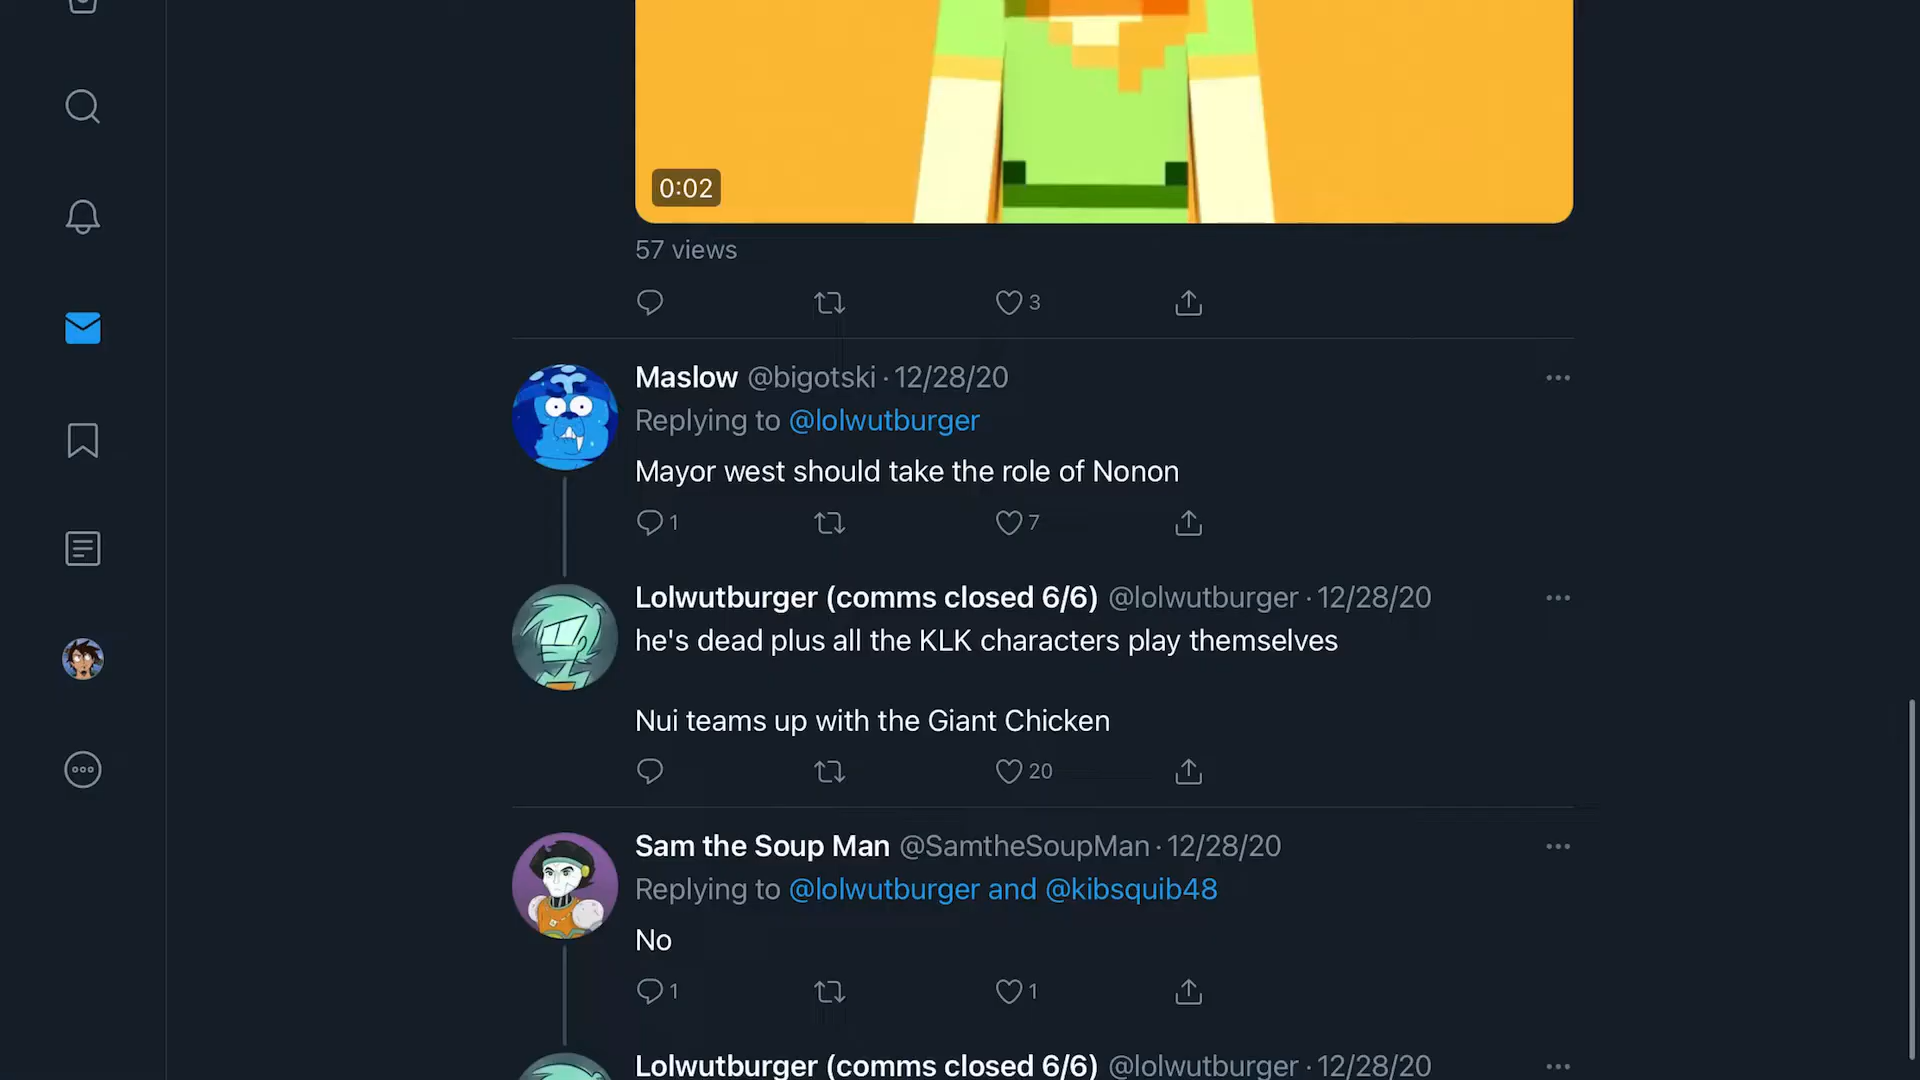 0:02
57 views
3
Maslow @bigotski · 12/28/20
Replying to @lolwutburger
Mayor west should take the role of Nonon
1 7
Lolwutburger (comms closed 6/6) @lolwutburger · 12/28/20
he's dead plus all the KLK characters play themselves
Nui teams up with the Giant Chicken
20
Sam the Soup Man @SamtheSoupMan · 12/28/20
Replying to @lolwutburger and @kibsquib48
No
1 1
Lolwutburger (comms closed 6/6) @lolwutburger · 12/28/20